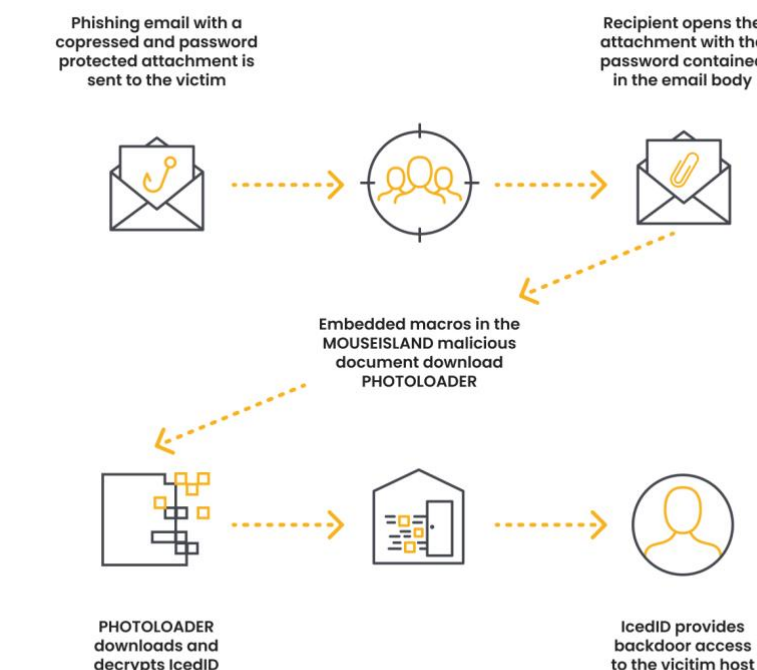 Phishing email with a
copressed and password
protected attachment is
sent to the victim
Recipient opens the
attachment with the
password contained
in the email body
Embedded macros in the
MOUSEISLAND malicious
document download
PHOTOLOADER
PHOTOLOADER
downloads and
decrypts IcedID
IcedID provides
backdoor access
to the vicitim host